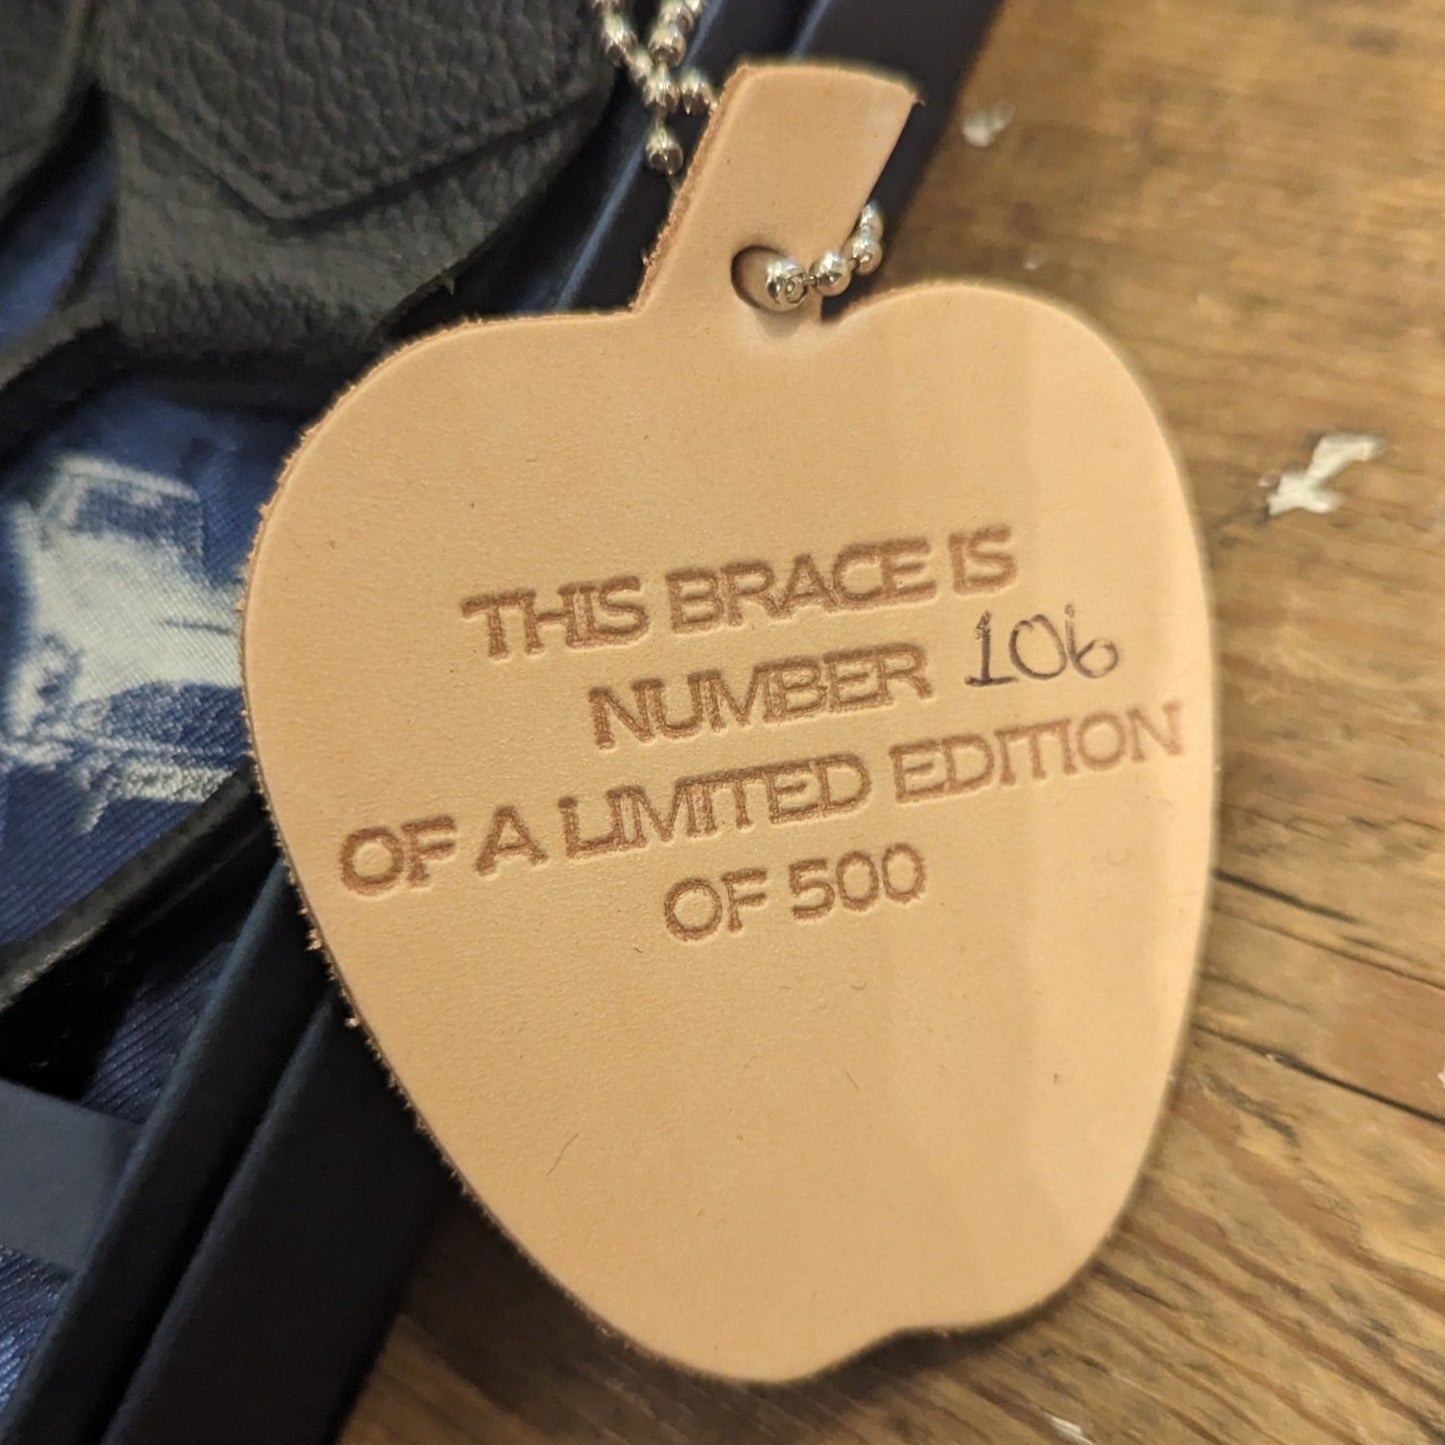 THIS BRACE IS
NUMBER 106
OF A LIMITED EDITION
OF 500